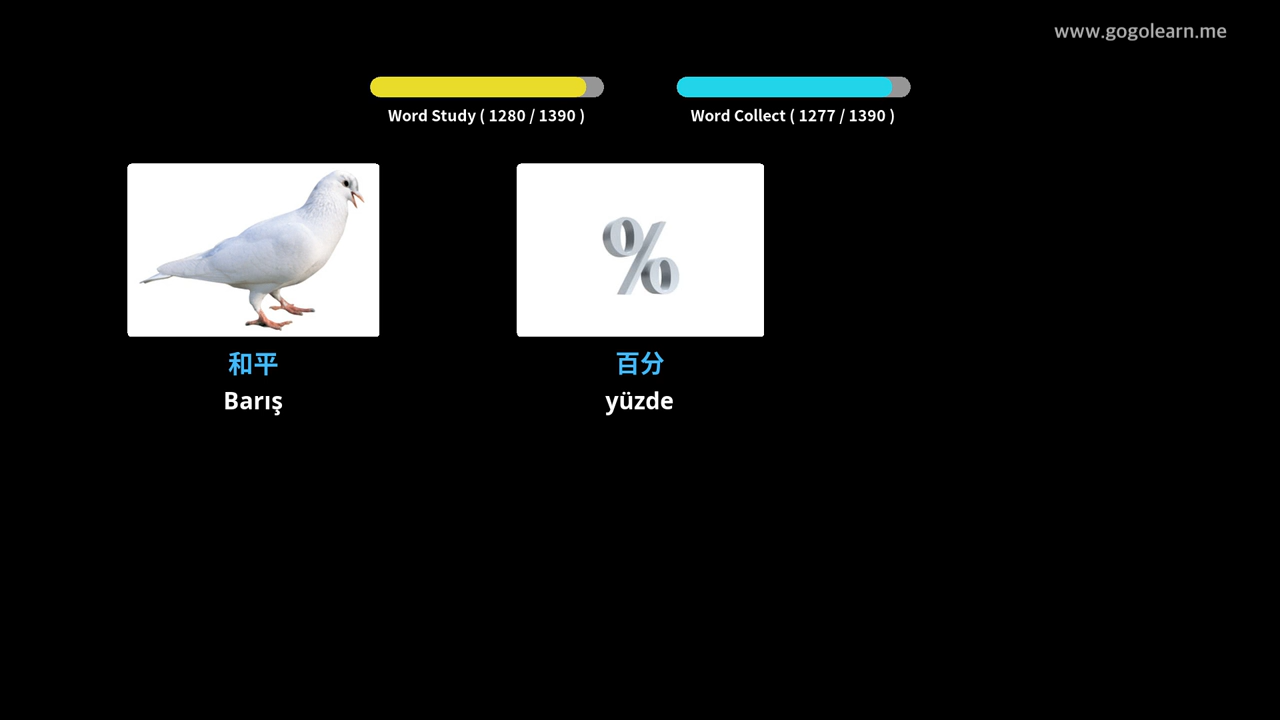 www.gogolearn.me
Word Study ( 1280 / 1390 )
Word Collect ( 1277 / 1390 )
%
和平
Barış
百分
yüzde